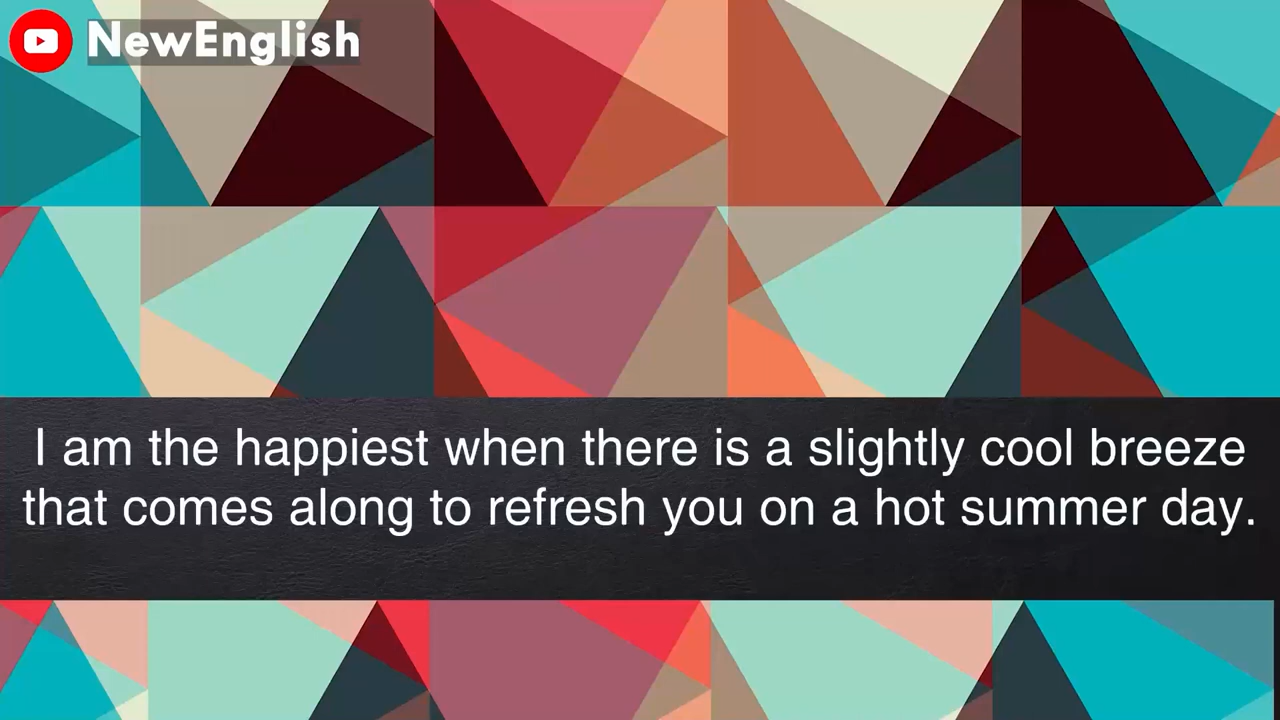 NewEnglish
I am the happiest when there is a slightly cool breeze
that comes along to refresh you on a hot summer day.